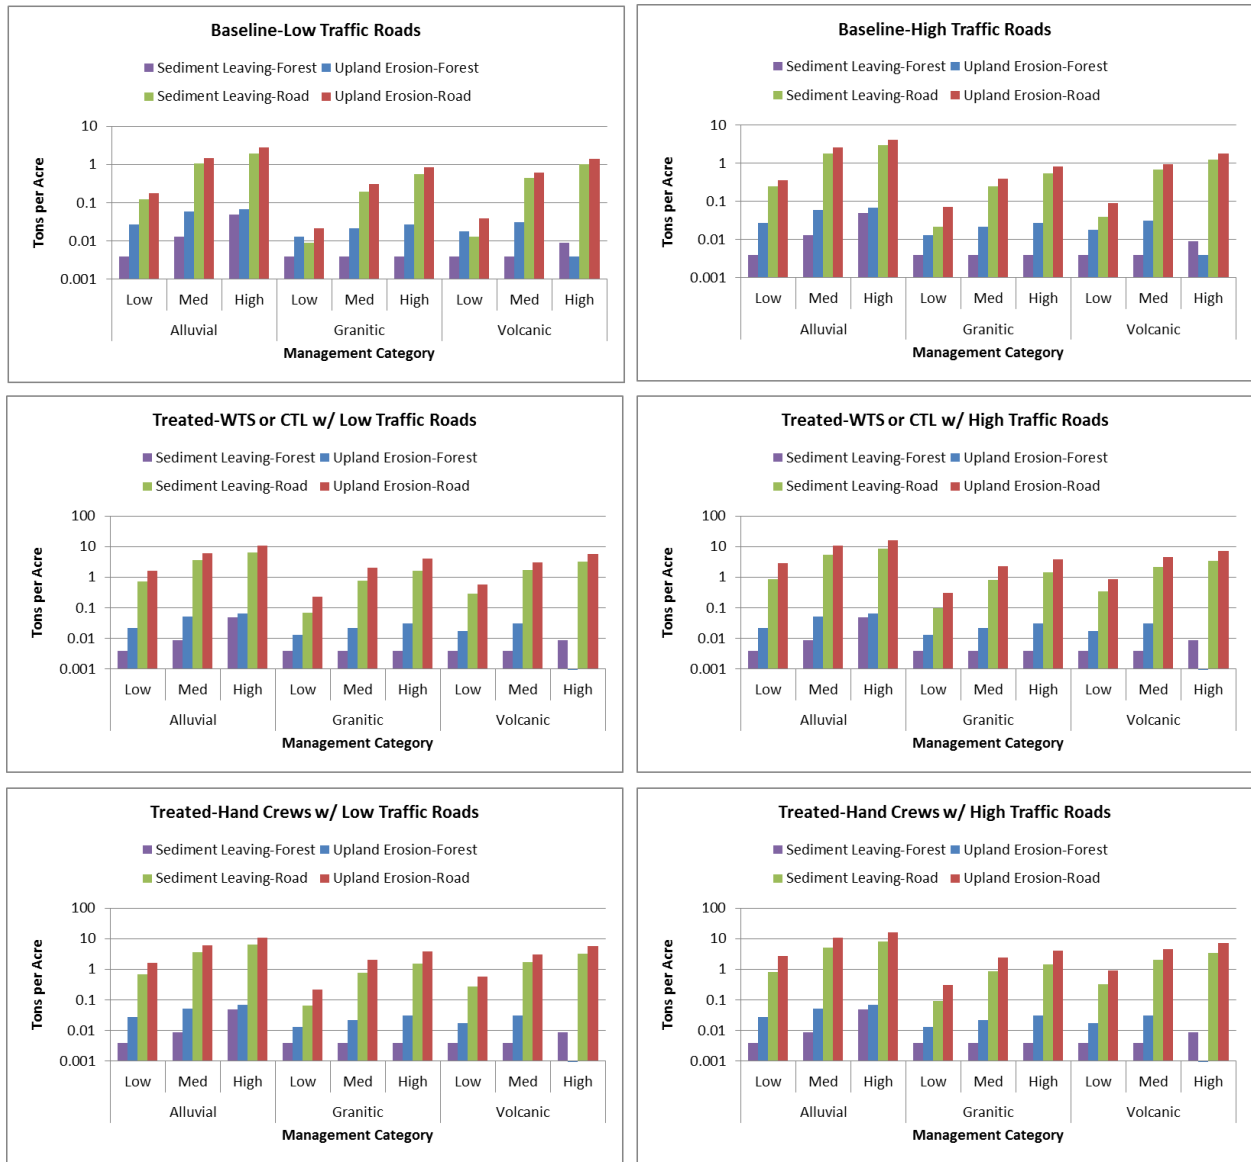 Baseline-Low Traffic Roads
Sediment Leaving-Forest Upland Erosion-Forest
Sediment Leaving-Road Upland Erosion-Road
Tons per Acre
10
1
0.1
0.01
0.001
Low Med High Low Med High Low Med High
Alluvial Granitic Volcanic
Management Category
Baseline-High Traffic Roads
Sediment Leaving-Forest Upland Erosion-Forest
Sediment Leaving-Road Upland Erosion-Road
Tons per Acre
10
1
0.1
0.01
0.001
Low Med High Low Med High Low Med High
Alluvial Granitic Volcanic
Management Category
Treated-WTS or CTL w/ Low Traffic Roads
Sediment Leaving-Forest Upland Erosion-Forest
Sediment Leaving-Road Upland Erosion-Road
Tons per Acre
100
10
1
0.1
0.01
0.001
Low Med High Low Med High Low Med High
Alluvial Granitic Volcanic
Management Category
Treated-WTS or CTL w/ High Traffic Roads
Sediment Leaving-Forest Upland Erosion-Forest
Sediment Leaving-Road Upland Erosion-Road
Tons per Acre
100
10
1
0.1
0.01
0.001
Low Med High Low Med High Low Med High
Alluvial Granitic Volcanic
Management Category
Treated-Hand Crews w/ Low Traffic Roads
Sediment Leaving-Forest Upland Erosion-Forest
Sediment Leaving-Road Upland Erosion-Road
Tons per Acre
100
10
1
0.1
0.01
0.001
Low Med High Low Med High Low Med High
Alluvial Granitic Volcanic
Management Category
Treated-Hand Crews w/ High Traffic Roads
Sediment Leaving-Forest Upland Erosion-Forest
Sediment Leaving-Road Upland Erosion-Road
Tons per Acre
100
10
1
0.1
0.01
0.001
Low Med High Low Med High Low Med High
Alluvial Granitic Volcanic
Management Category